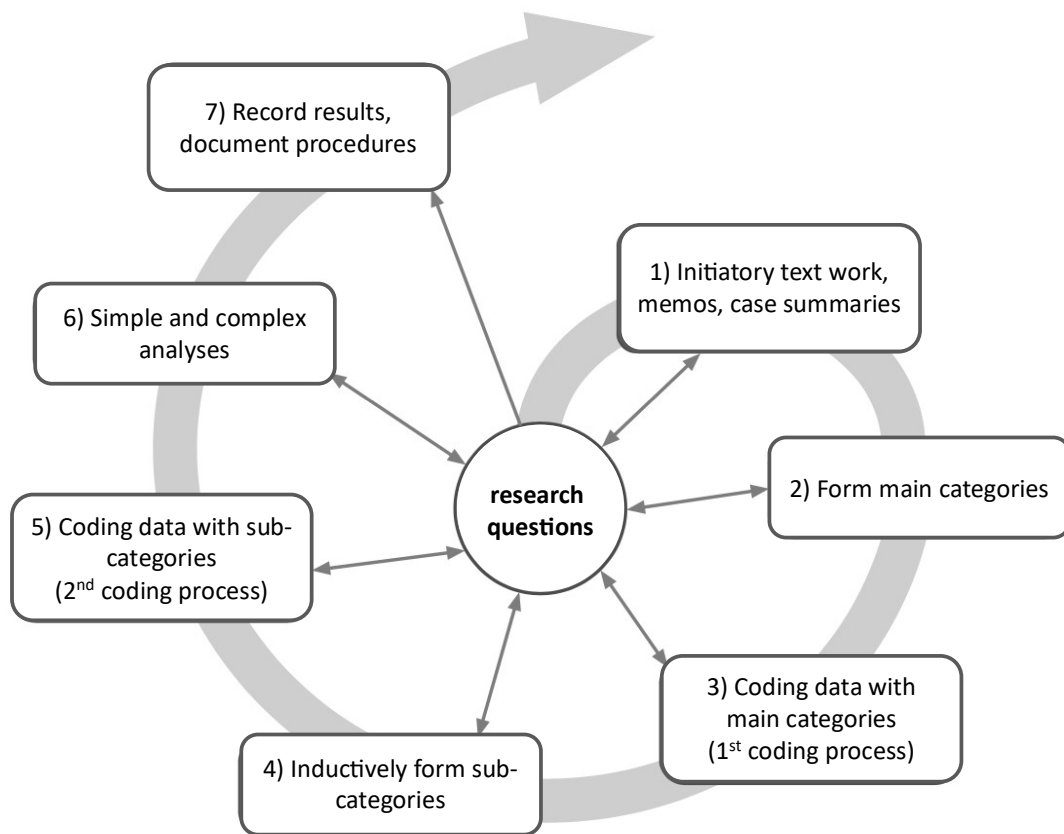 7) Record results,
document procedures
1) Initiatory text work,
memos, case summaries
6) Simple and complex
analyses
2) Form main categories
research
questions
5) Coding data with sub-
categories
(2nd coding process)
3) Coding data with
main categories
(1st coding process)
4) Inductively form sub-
categories